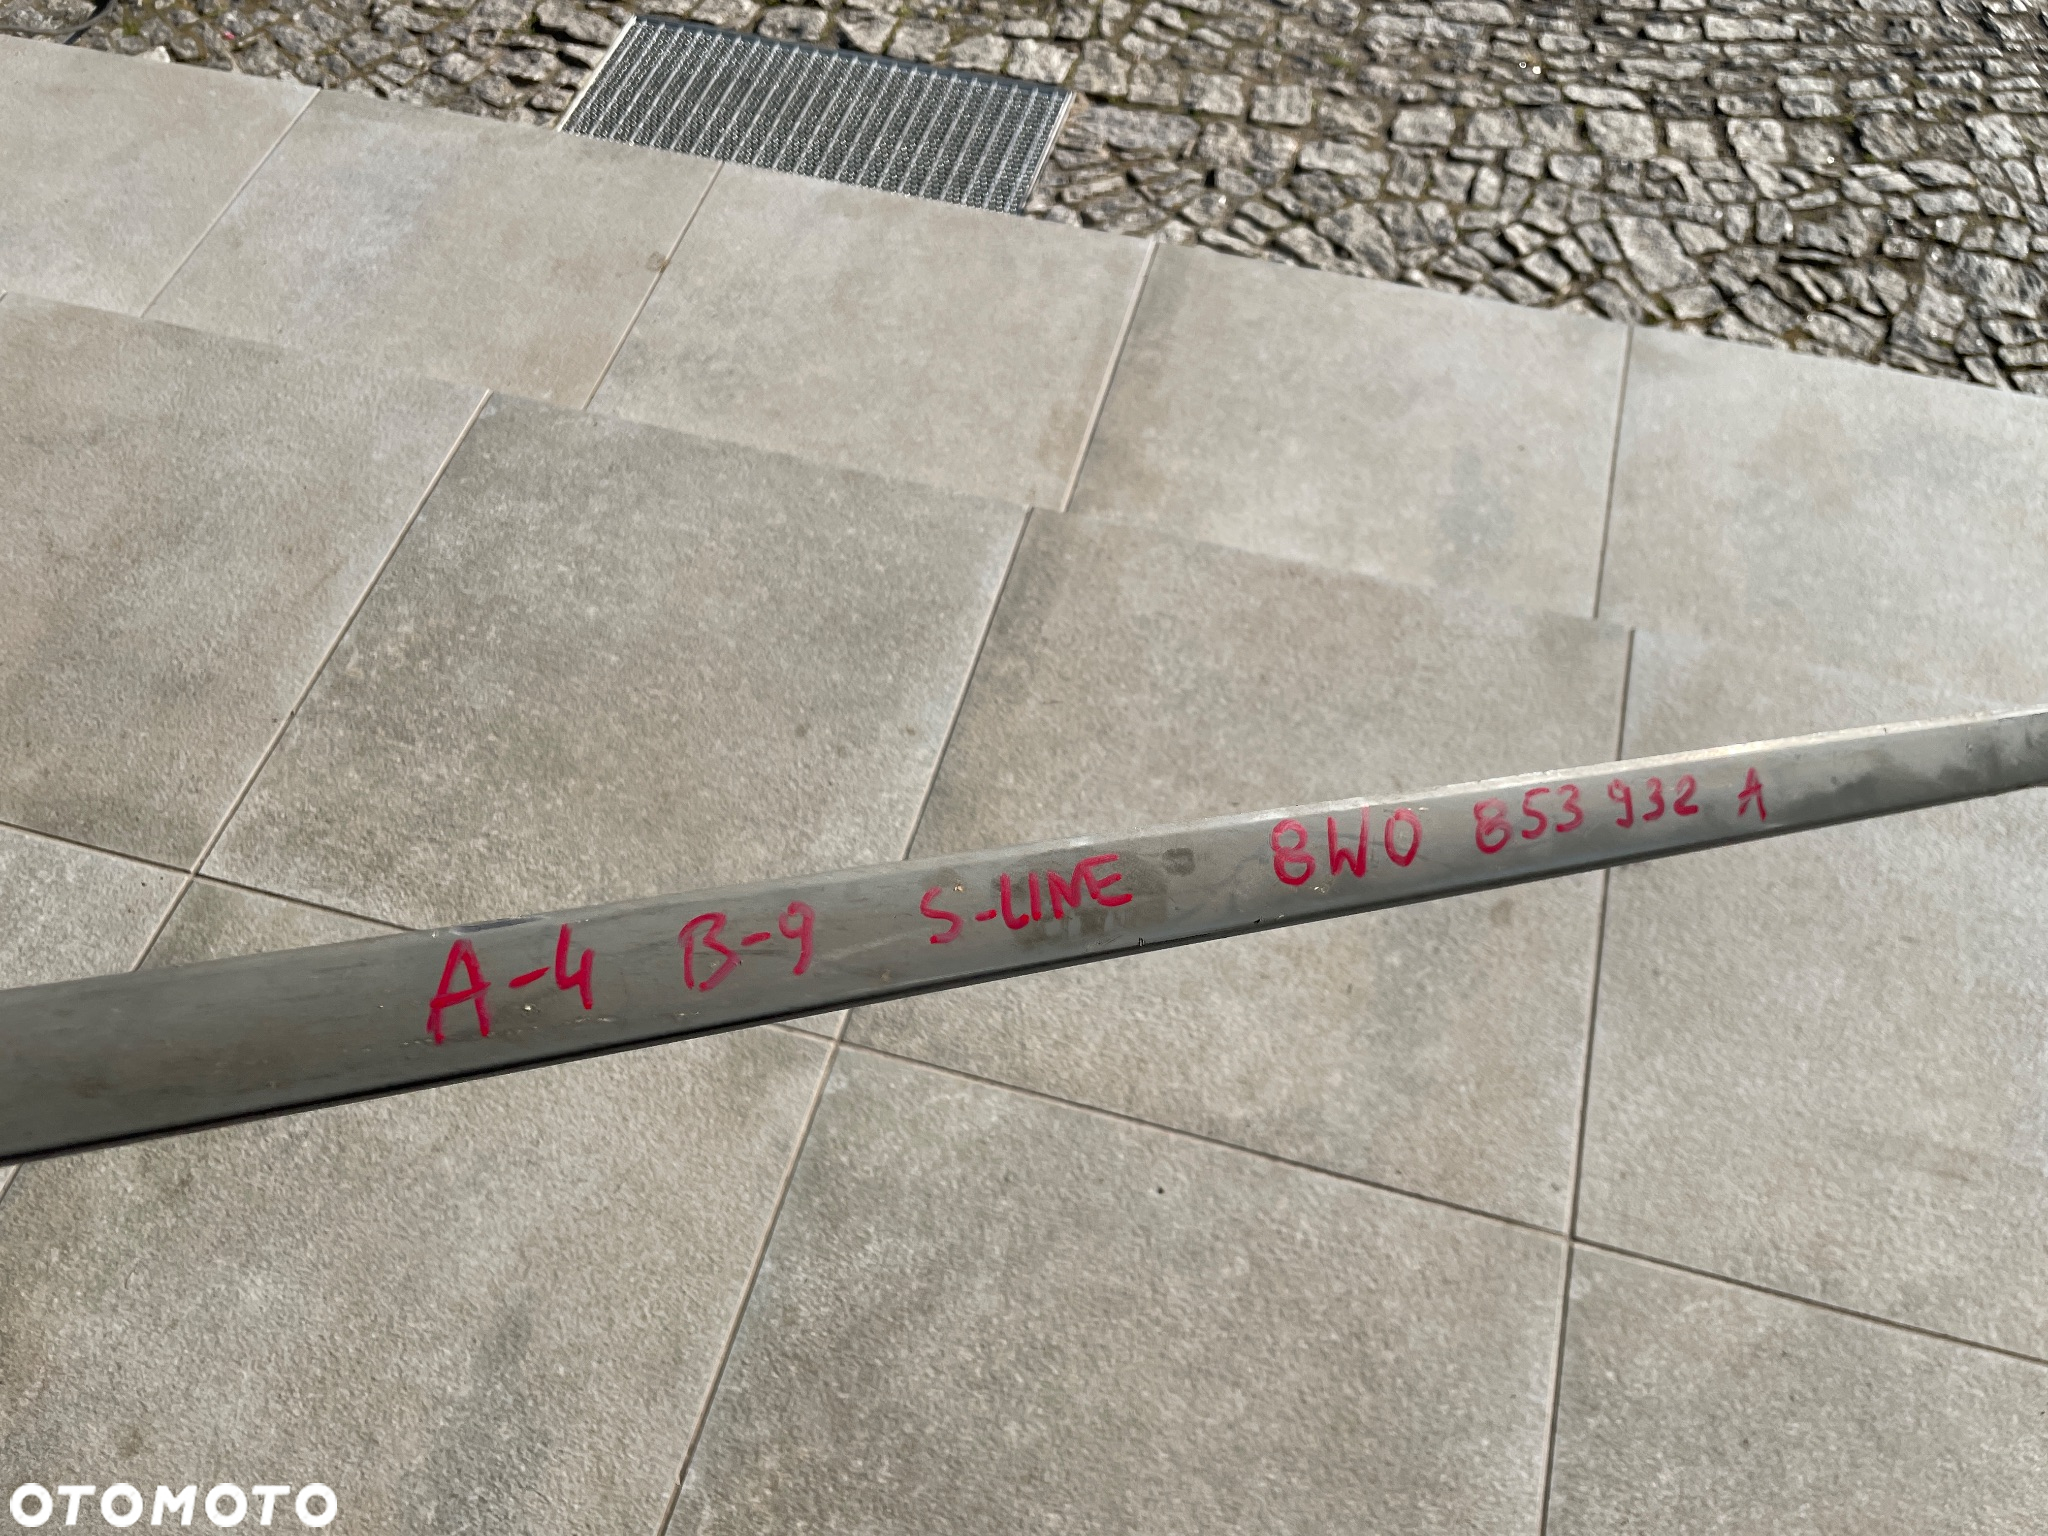 A-4 B-9 S-LINE 8W0 853 932 A
OTOMOTO